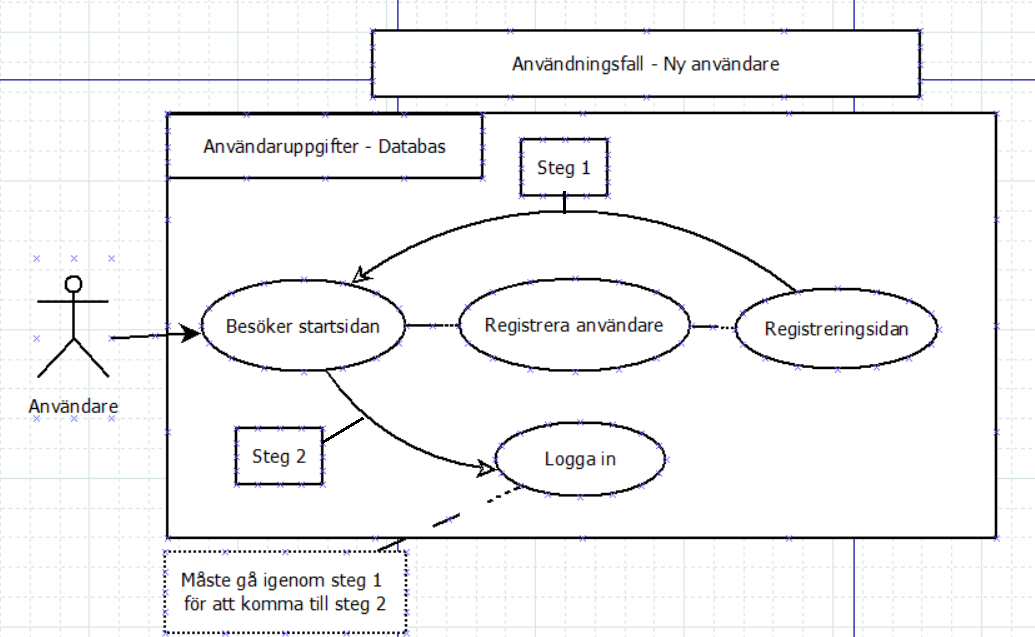 Användningsfall - Ny användare
Användaruppgifter - Databas
Steg 1
Besöker startsidan
Registrera användare
Registreringsidan
Användare
Steg 2
Logga in
Måste gå igenom steg 1
för att komma till steg 2